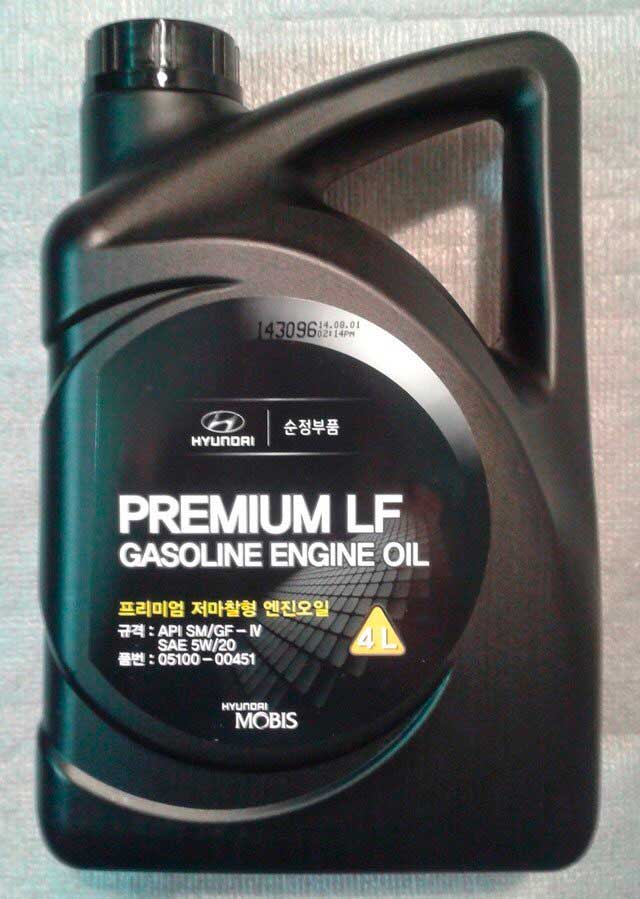 143096 14.08.01
02:14PM
HYUNDAI 순정부품
PREMIUM LF
GASOLINE ENGINE OIL
프리미엄 저마찰형 엔진오일
규격 : API SM/GF-Ⅳ
SAE 5W/20
4L
품번 : 05100-00451
HYUNDAI
MOBIS